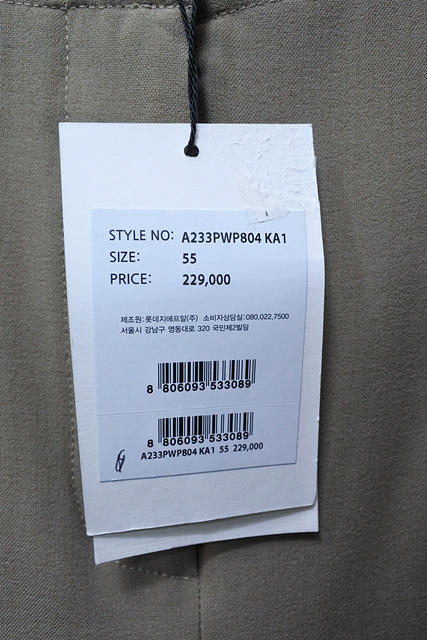 STYLE NO: A233PWP804 KA1
SIZE: 55
PRICE: 229,000
제조원:롯데지에프알(주) 소비자상담실:080.022.7500
서울시 강남구 영동대로 320 국민제2빌딩
8 806093 533089
8 806093 533089
A233PWP804 KA1 55 229,000